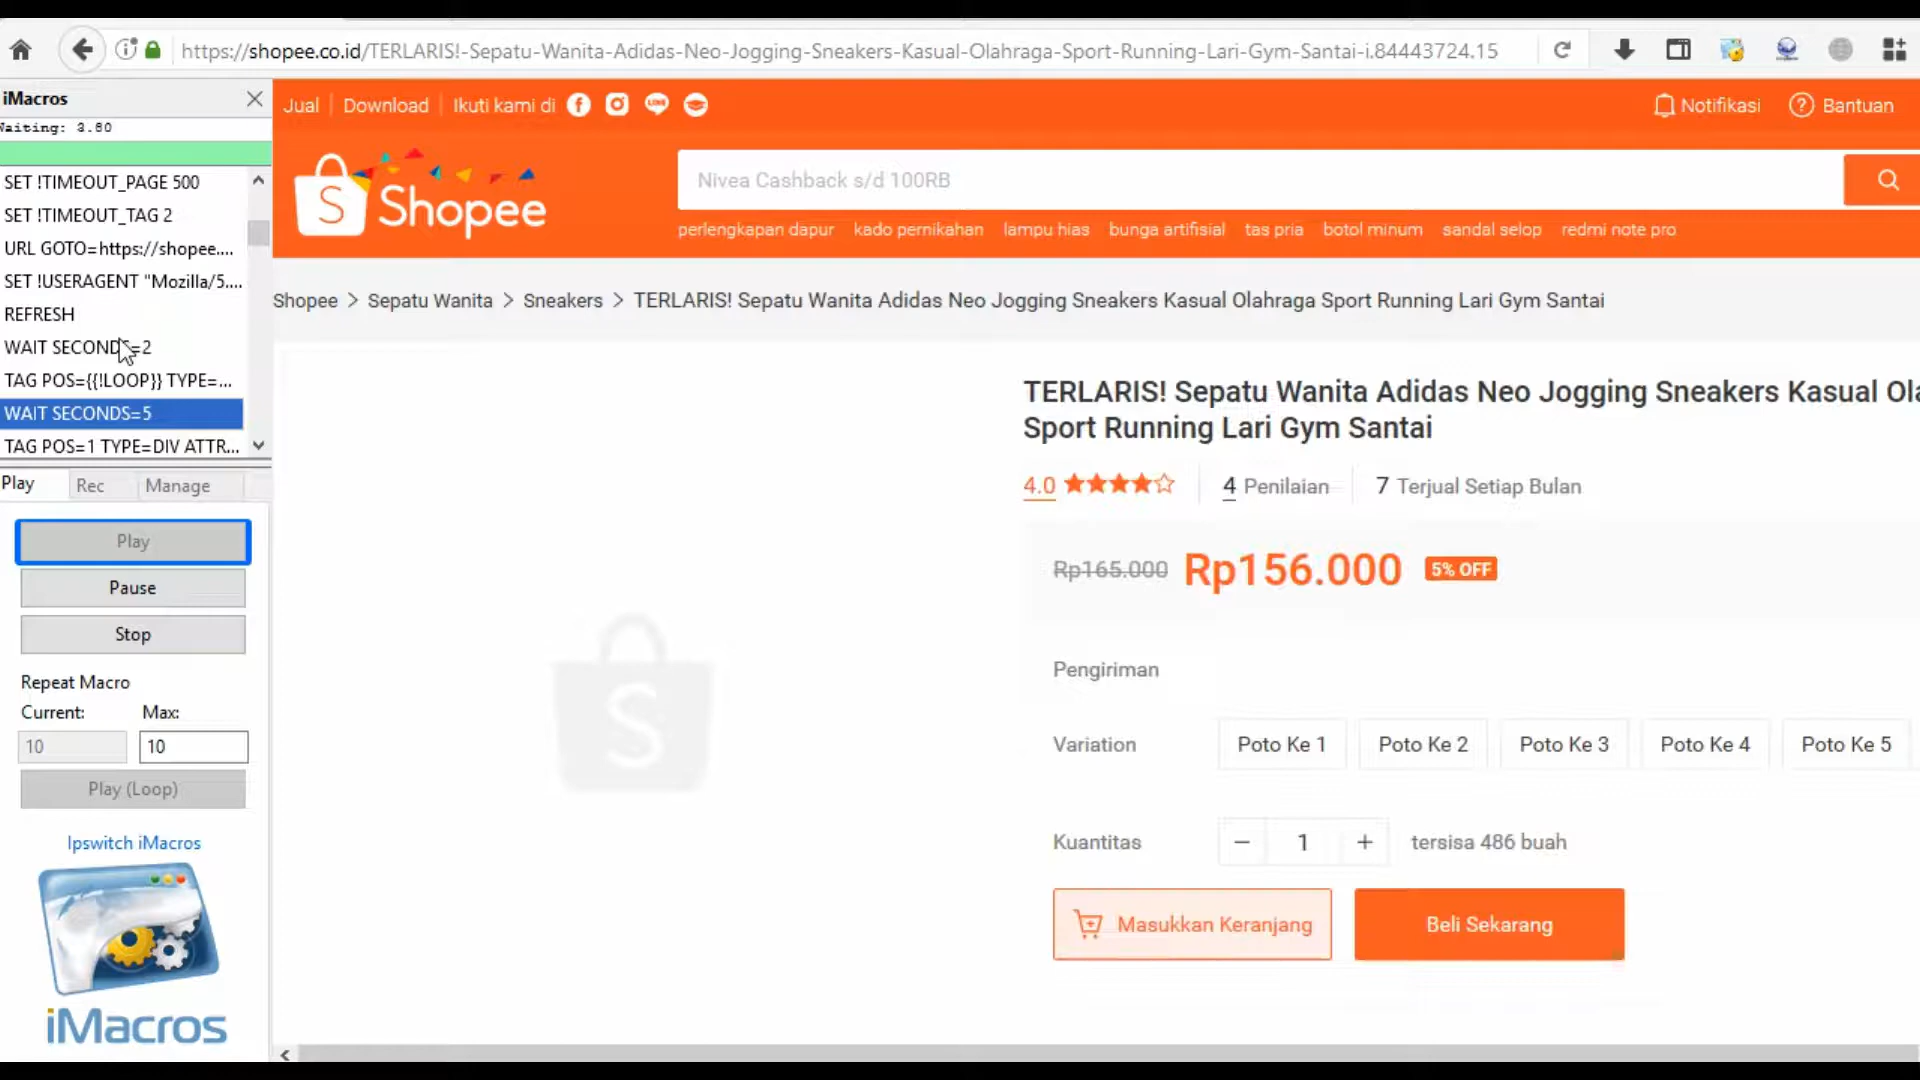 https://shopee.co.id/TERLARIS!-Sepatu-Wanita-Adidas-Neo-Jogging-Sneakers-Kasual-Olahraga-Sport-Running-Lari-Gym-Santai-i.84443724.15
iMacros
Waiting: 3.80
SET !TIMEOUT_PAGE 500
SET !TIMEOUT_TAG 2
URL GOTO=https://shopee....
SET !USERAGENT "Mozilla/5....
REFRESH
WAIT SECONDS=2
TAG POS={{!LOOP}} TYPE=...
WAIT SECONDS=5
TAG POS=1 TYPE=DIV ATTR...
Play Rec Manage
Play
Pause
Stop
Repeat Macro
Current: Max:
10 10
Play (Loop)
Ipswitch iMacros
iMacros
Jual Download Ikuti kami di LINE Notifikasi ? Bantuan
S Shopee
Nivea Cashback s/d 100RB
perlengkapan dapur kado pernikahan lampu hias bunga artifisial tas pria botol minum sandal selop redmi note pro
Shopee > Sepatu Wanita > Sneakers > TERLARIS! Sepatu Wanita Adidas Neo Jogging Sneakers Kasual Olahraga Sport Running Lari Gym Santai
S
TERLARIS! Sepatu Wanita Adidas Neo Jogging Sneakers Kasual Ola
Sport Running Lari Gym Santai
4.0 4 Penilaian 7 Terjual Setiap Bulan
Rp165.000 Rp156.000 5% OFF
Pengiriman
Variation Poto Ke 1 Poto Ke 2 Poto Ke 3 Poto Ke 4 Poto Ke 5
Kuantitas − 1 + tersisa 486 buah
Masukkan Keranjang Beli Sekarang